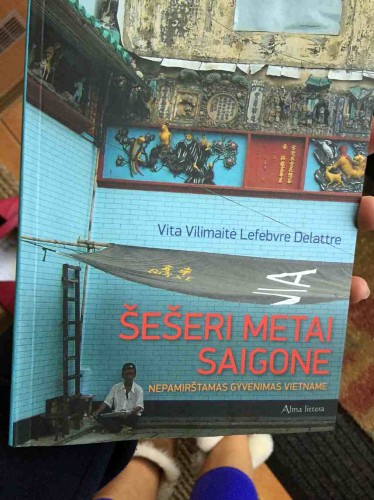 Vita Vilimaitė Lefebvre Delattre
VIA
ŠEŠERI METAI
SAIGONE
NEPAMIRŠTAMAS GYVENIMAS VIETNAME
Alma littera